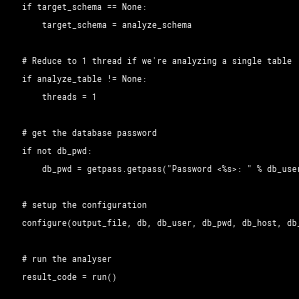 if target_schema == None:
target_schema = analyze_schema
# Reduce to 1 thread if we're analyzing a single table
if analyze_table != None:
threads = 1
# get the database password
if not db_pwd:
db_pwd = getpass.getpass("Password <%s>: " % db_user
# setup the configuration
configure(output_file, db, db_user, db_pwd, db_host, db_
# run the analyser
result_code = run()